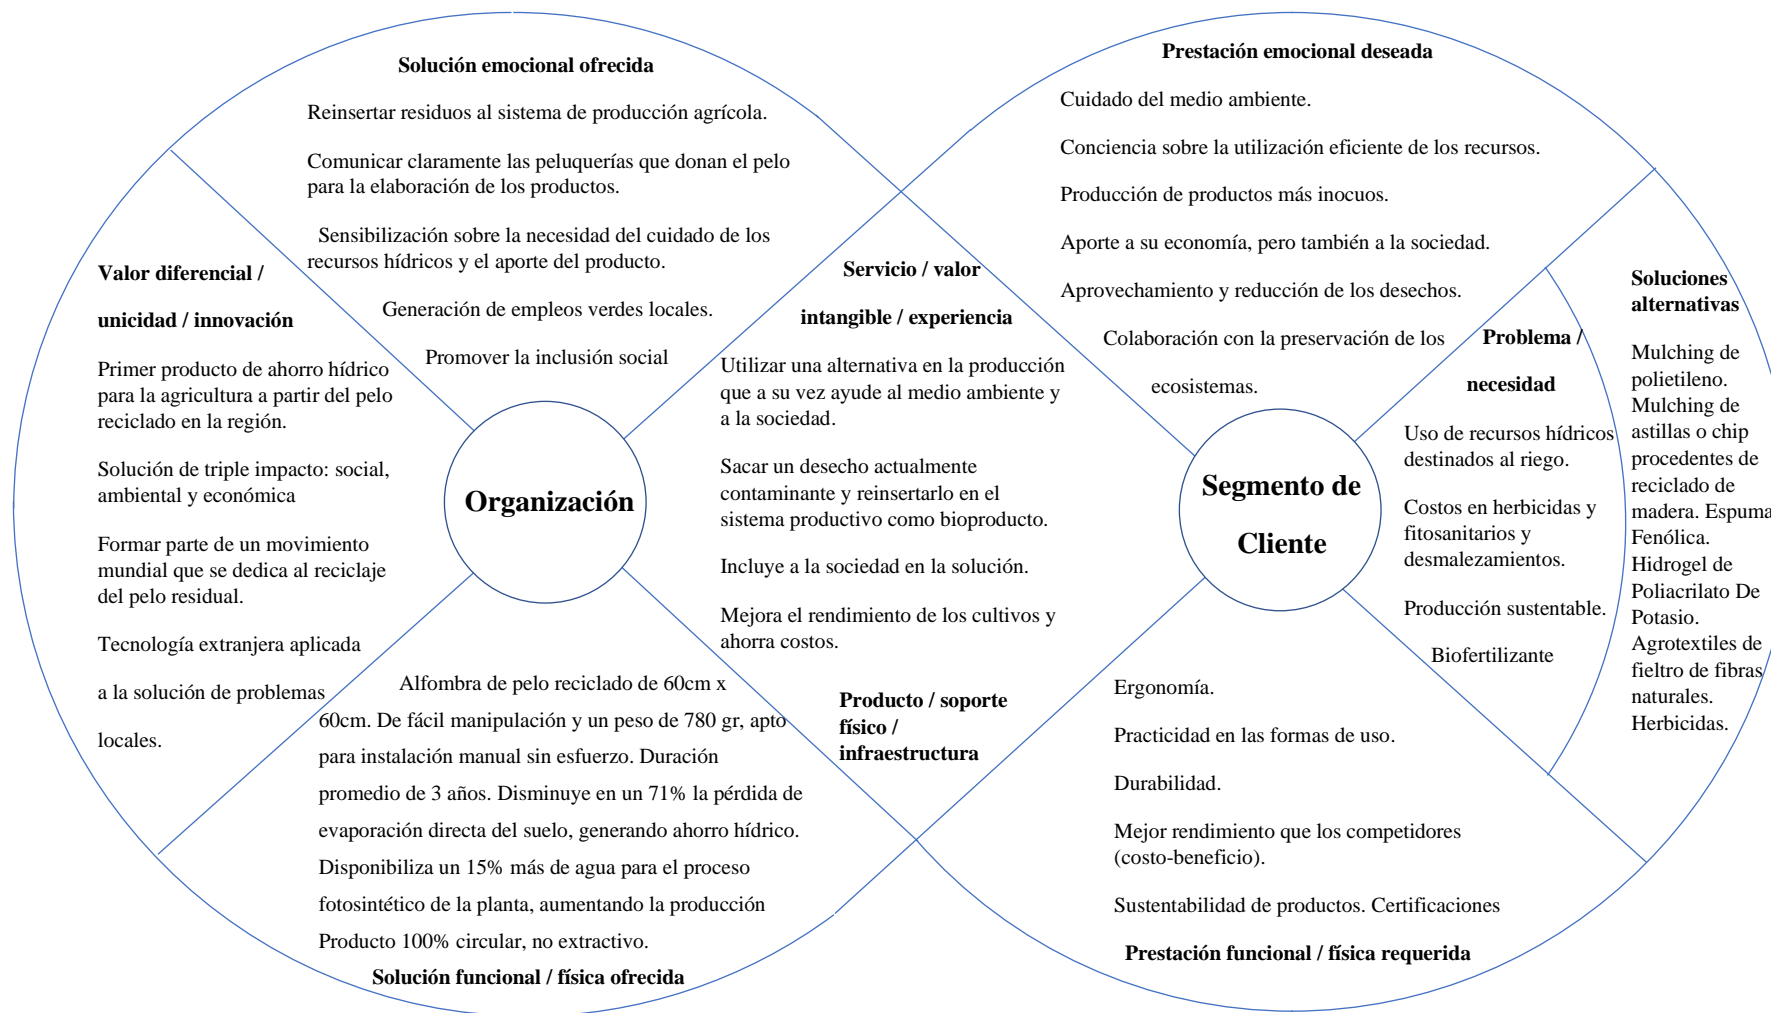 Solución emocional ofrecida
Reinsertar residuos al sistema de producción agrícola.
Comunicar claramente las peluquerías que donan el pelo
para la elaboración de los productos.
Sensibilización sobre la necesidad del cuidado de los
recursos hídricos y el aporte del producto.
Generación de empleos verdes locales.
Promover la inclusión social
Valor diferencial /
unicidad / innovación
Primer producto de ahorro hídrico
para la agricultura a partir del pelo
reciclado en la región.
Solución de triple impacto: social,
ambiental y económica
Formar parte de un movimiento
mundial que se dedica al reciclaje
del pelo residual.
Tecnología extranjera aplicada
a la solución de problemas
locales.
Organización
Servicio / valor
intangible / experiencia
Utilizar una alternativa en la producción
que a su vez ayude al medio ambiente y
a la sociedad.
Sacar un desecho actualmente
contaminante y reinsertarlo en el
sistema productivo como bioproducto.
Incluye a la sociedad en la solución.
Mejora el rendimiento de los cultivos y
ahorra costos.
Producto / soporte
físico /
infraestructura
Alfombra de pelo reciclado de 60cm x
60cm. De fácil manipulación y un peso de 780 gr, apto
para instalación manual sin esfuerzo. Duración
promedio de 3 años. Disminuye en un 71% la pérdida de
evaporación directa del suelo, generando ahorro hídrico.
Disponibiliza un 15% más de agua para el proceso
fotosintético de la planta, aumentando la producción
Producto 100% circular, no extractivo.
Solución funcional / física ofrecida
Prestación emocional deseada
Cuidado del medio ambiente.
Conciencia sobre la utilización eficiente de los recursos.
Producción de productos más inocuos.
Aporte a su economía, pero también a la sociedad.
Aprovechamiento y reducción de los desechos.
Colaboración con la preservación de los
ecosistemas.
Segmento de
Cliente
Problema /
necesidad
Uso de recursos hídricos
destinados al riego.
Costos en herbicidas y
fitosanitarios y
desmalezamientos.
Producción sustentable.
Biofertilizante
Soluciones
alternativas
Mulching de
polietileno.
Mulching de
astillas o chip
procedentes de
reciclado de
madera. Espuma
Fenólica.
Hidrogel de
Poliacrilato De
Potasio.
Agrotextiles de
fieltro de fibras
naturales.
Herbicidas.
Ergonomía.
Practicidad en las formas de uso.
Durabilidad.
Mejor rendimiento que los competidores
(costo-beneficio).
Sustentabilidad de productos. Certificaciones
Prestación funcional / física requerida